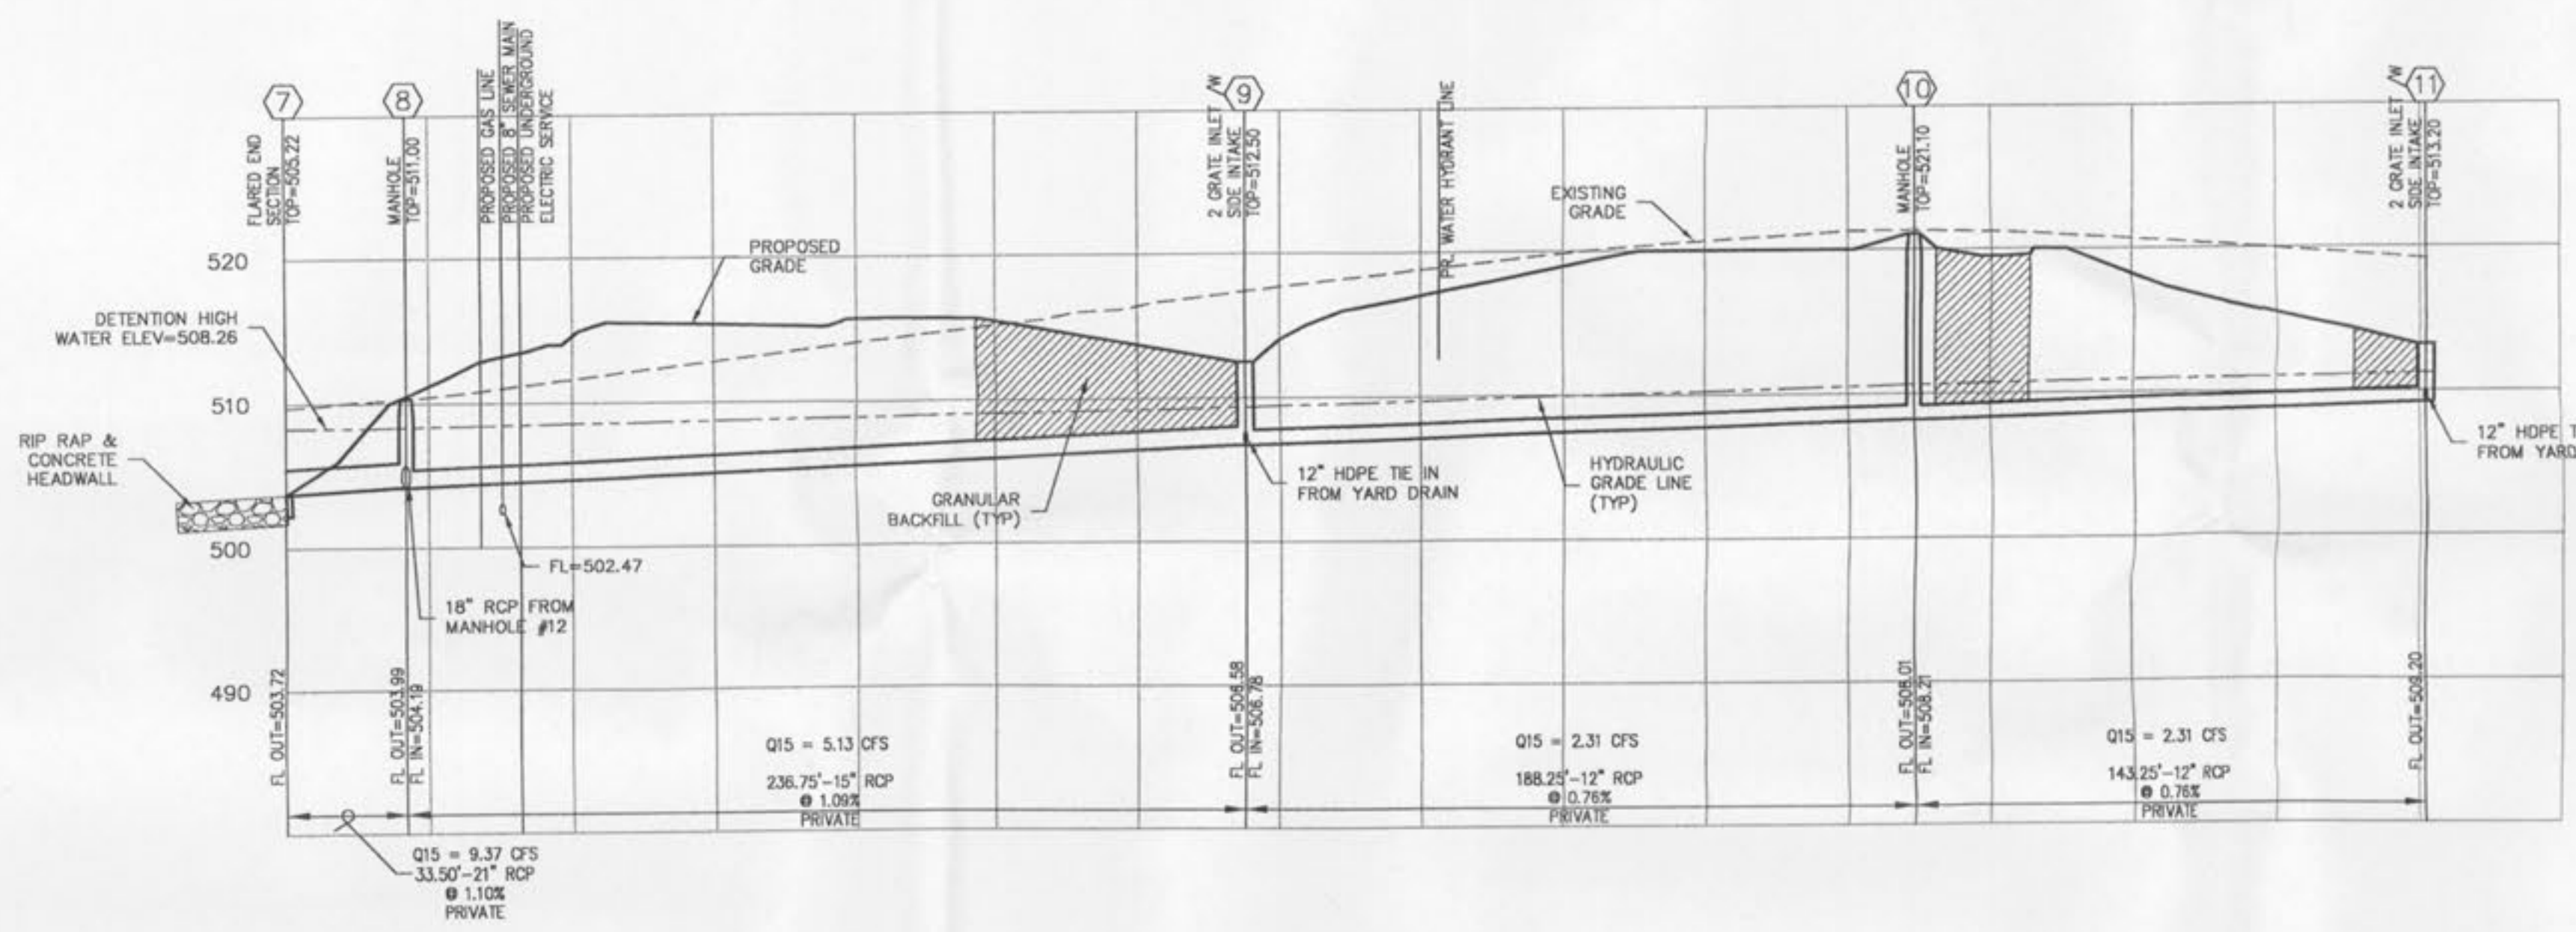 7
8
9
10
11
FLARED END
SECTION
TOP=505.22
MANHOLE
TOP=511.00
PROPOSED GAS LINE
PROPOSED 8" SEWER MAIN
PROPOSED UNDERGROUND
ELECTRIC SERVICE
2 GRATE INLET /W
SIDE INTAKE
TOP=512.50
PR. WATER HYDRANT LINE
MANHOLE
TOP=521.10
2 GRATE INLET /W
SIDE INTAKE
TOP=513.20
EXISTING
GRADE
PROPOSED
GRADE
520
DETENTION HIGH
WATER ELEV=508.26
510
RIP RAP &
CONCRETE
HEADWALL
500
490
FL=502.47
18" RCP FROM
MANHOLE #12
GRANULAR
BACKFILL (TYP)
12" HDPE TIE IN
FROM YARD DRAIN
HYDRAULIC
GRADE LINE
(TYP)
12" HDPE T
FROM YARD
FL OUT=503.72
FL OUT=503.99
FL IN=504.19
FL OUT=506.58
FL IN=506.78
FL OUT=508.01
FL IN=508.21
FL OUT=509.20
Q15 = 5.13 CFS
236.75'-15" RCP
@ 1.09%
PRIVATE
Q15 = 2.31 CFS
188.25'-12" RCP
@ 0.76%
PRIVATE
Q15 = 2.31 CFS
143.25'-12" RCP
@ 0.76%
PRIVATE
Q15 = 9.37 CFS
33.50'-21" RCP
@ 1.10%
PRIVATE